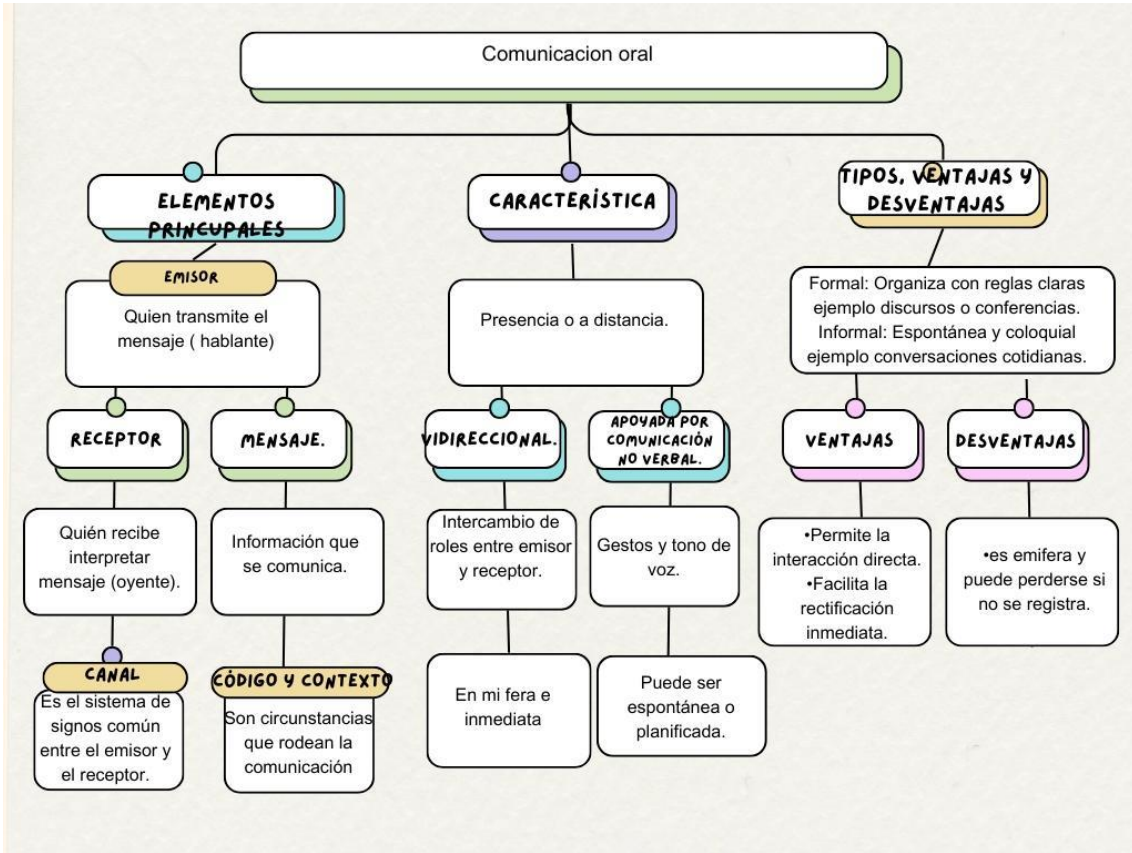 Comunicacion oral
ELEMENTOS
PRINCUPALES
EMISOR
Quien transmite el
mensaje ( hablante)
RECEPTOR
Quién recibe
interpretar
mensaje (oyente).
CANAL
Es el sistema de
signos común
entre el emisor y
el receptor.
MENSAJE.
Información que
se comunica.
CÓDIGO Y CONTEXTO
Son circunstancias
que rodean la
comunicación
CARACTERÍSTICA
Presencia o a distancia.
VIDIRECCIONAL.
Intercambio de
roles entre emisor
y receptor.
En mi fera e
inmediata
APOYADA POR
COMUNICACIÓN
NO VERBAL.
Gestos y tono de
voz.
Puede ser
espontánea o
planificada.
TIPOS, VENTAJAS Y
DESVENTAJAS
Formal: Organiza con reglas claras
ejemplo discursos o conferencias.
Informal: Espontánea y coloquial
ejemplo conversaciones cotidianas.
VENTAJAS
•Permite la
interacción directa.
•Facilita la
rectificación
inmediata.
DESVENTAJAS
•es emifera y
puede perderse si
no se registra.